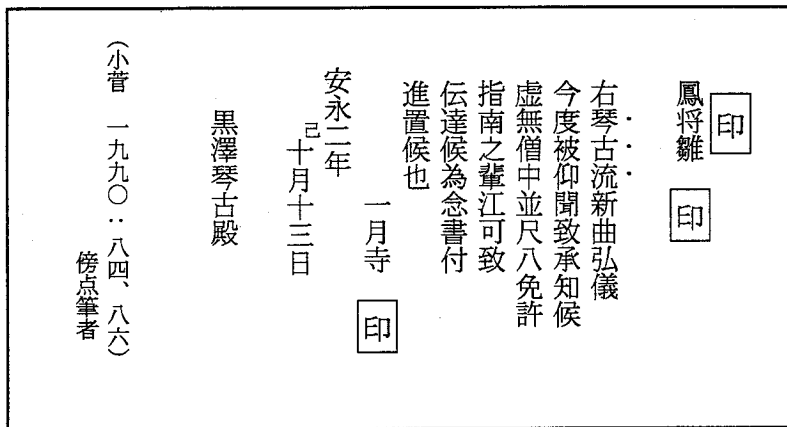 印
鳳将雛 印
右琴古流新曲弘儀
今度被仰聞致承知候
虚無僧中並尺八免許
指南之輩江可致
伝達候為念書付
進置候也
一月寺 印
安永二年
己十月十三日
黒澤琴古殿
（小菅 一九九〇：八四、八六）
傍点筆者